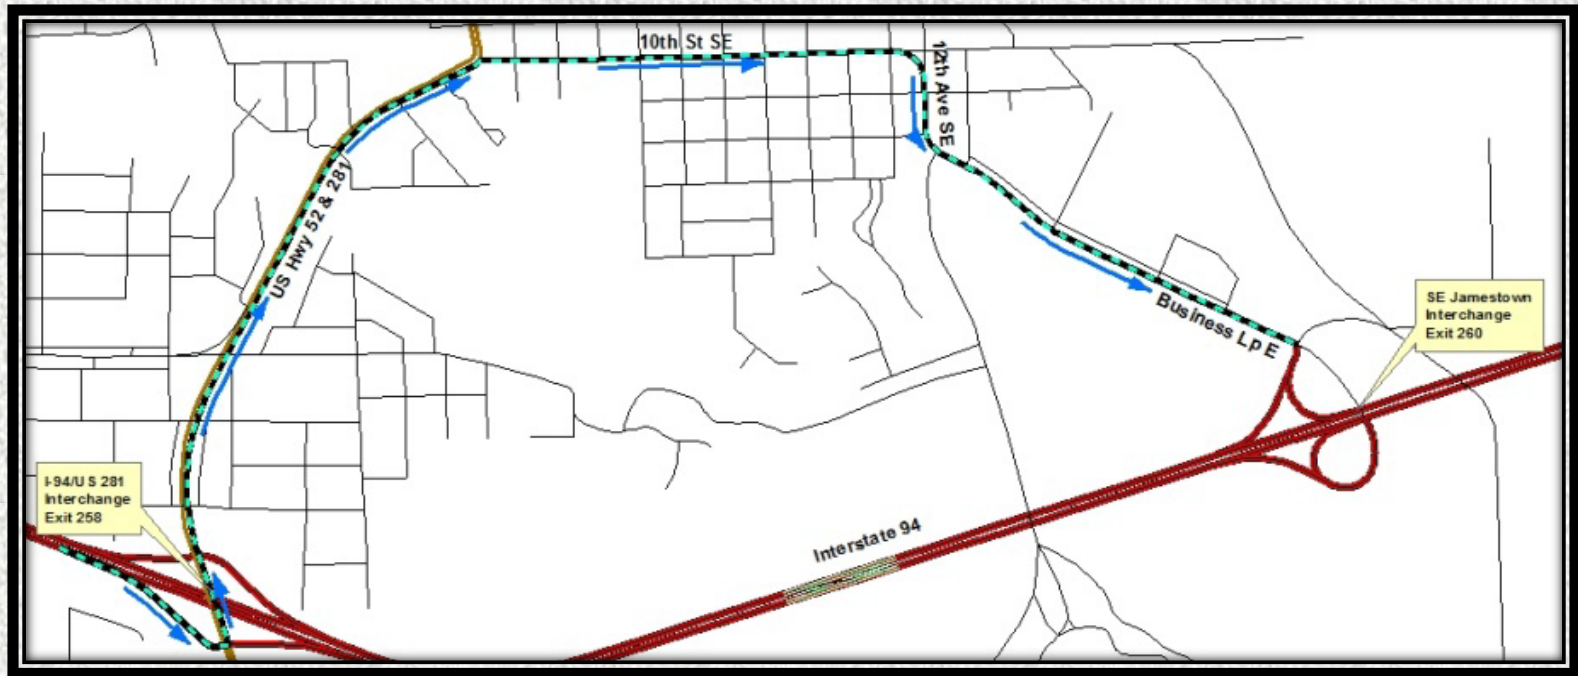 10th St SE
12th Ave SE
US Hwy 52 & 281
Business Lp E
SE Jamestown
Interchange
Exit 260
I-94/US 281
Interchange
Exit 258
Interstate 94